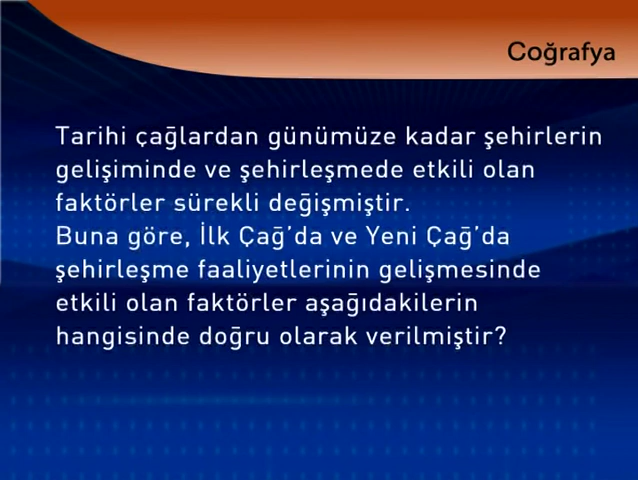 Coğrafya
Tarihi çağlardan günümüze kadar şehirlerin
gelişiminde ve şehirleşmede etkili olan
faktörler sürekli değişmiştir.
Buna göre, İlk Çağ'da ve Yeni Çağ'da
şehirleşme faaliyetlerinin gelişmesinde
etkili olan faktörler aşağıdakilerin
hangisinde doğru olarak verilmiştir?